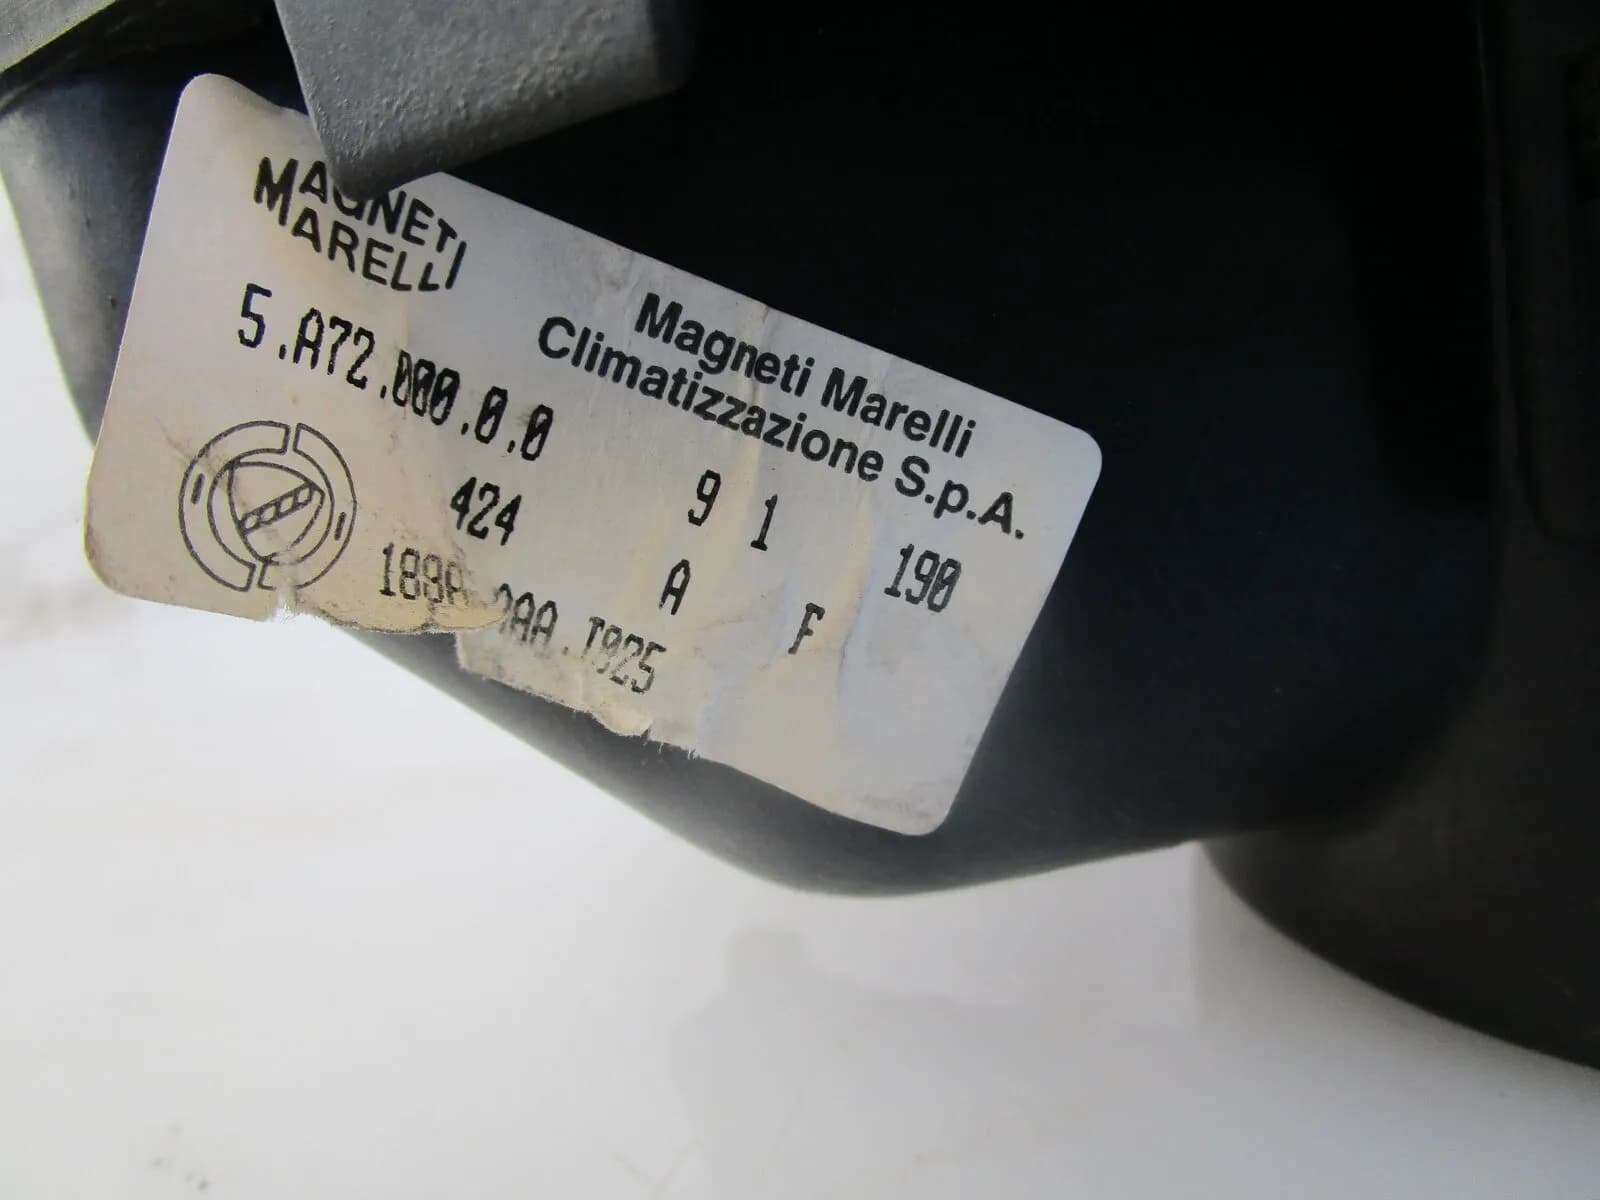 MAGNETI
MARELLI
Magneti Marelli
Climatizzazione S.p.A.
5.A72.000.0.0
424 9 1 190
A F